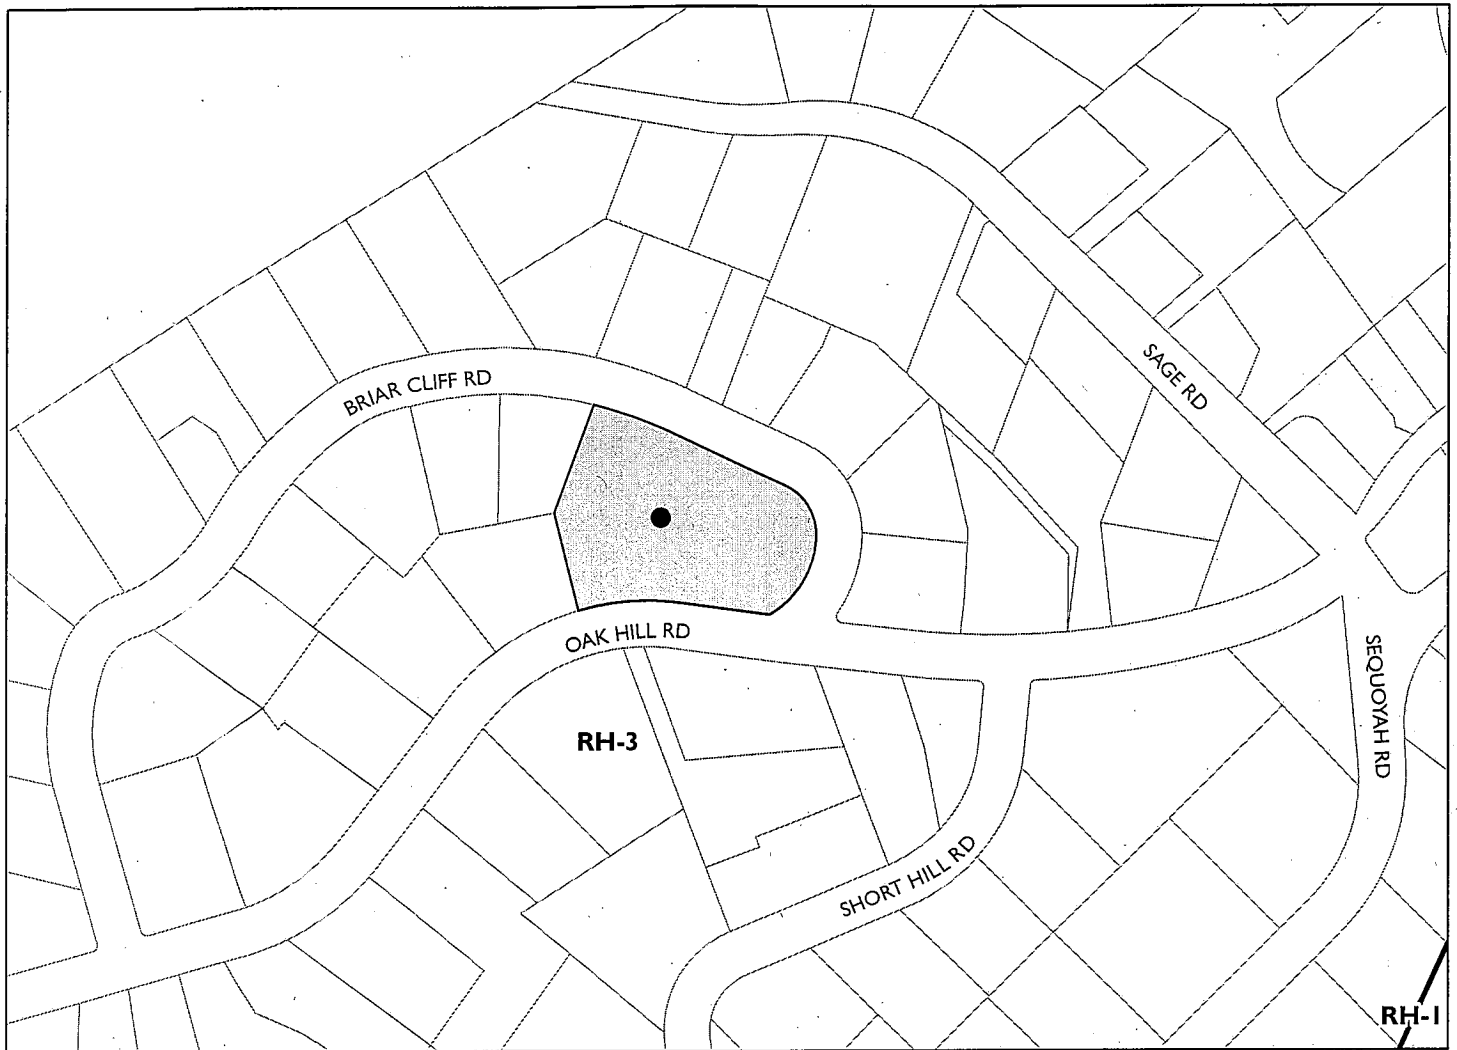 BRIAR CLIFF RD
SAGE RD
OAK HILL RD
SEQUOYAH RD
RH-3
SHORT HILL RD
RH-1